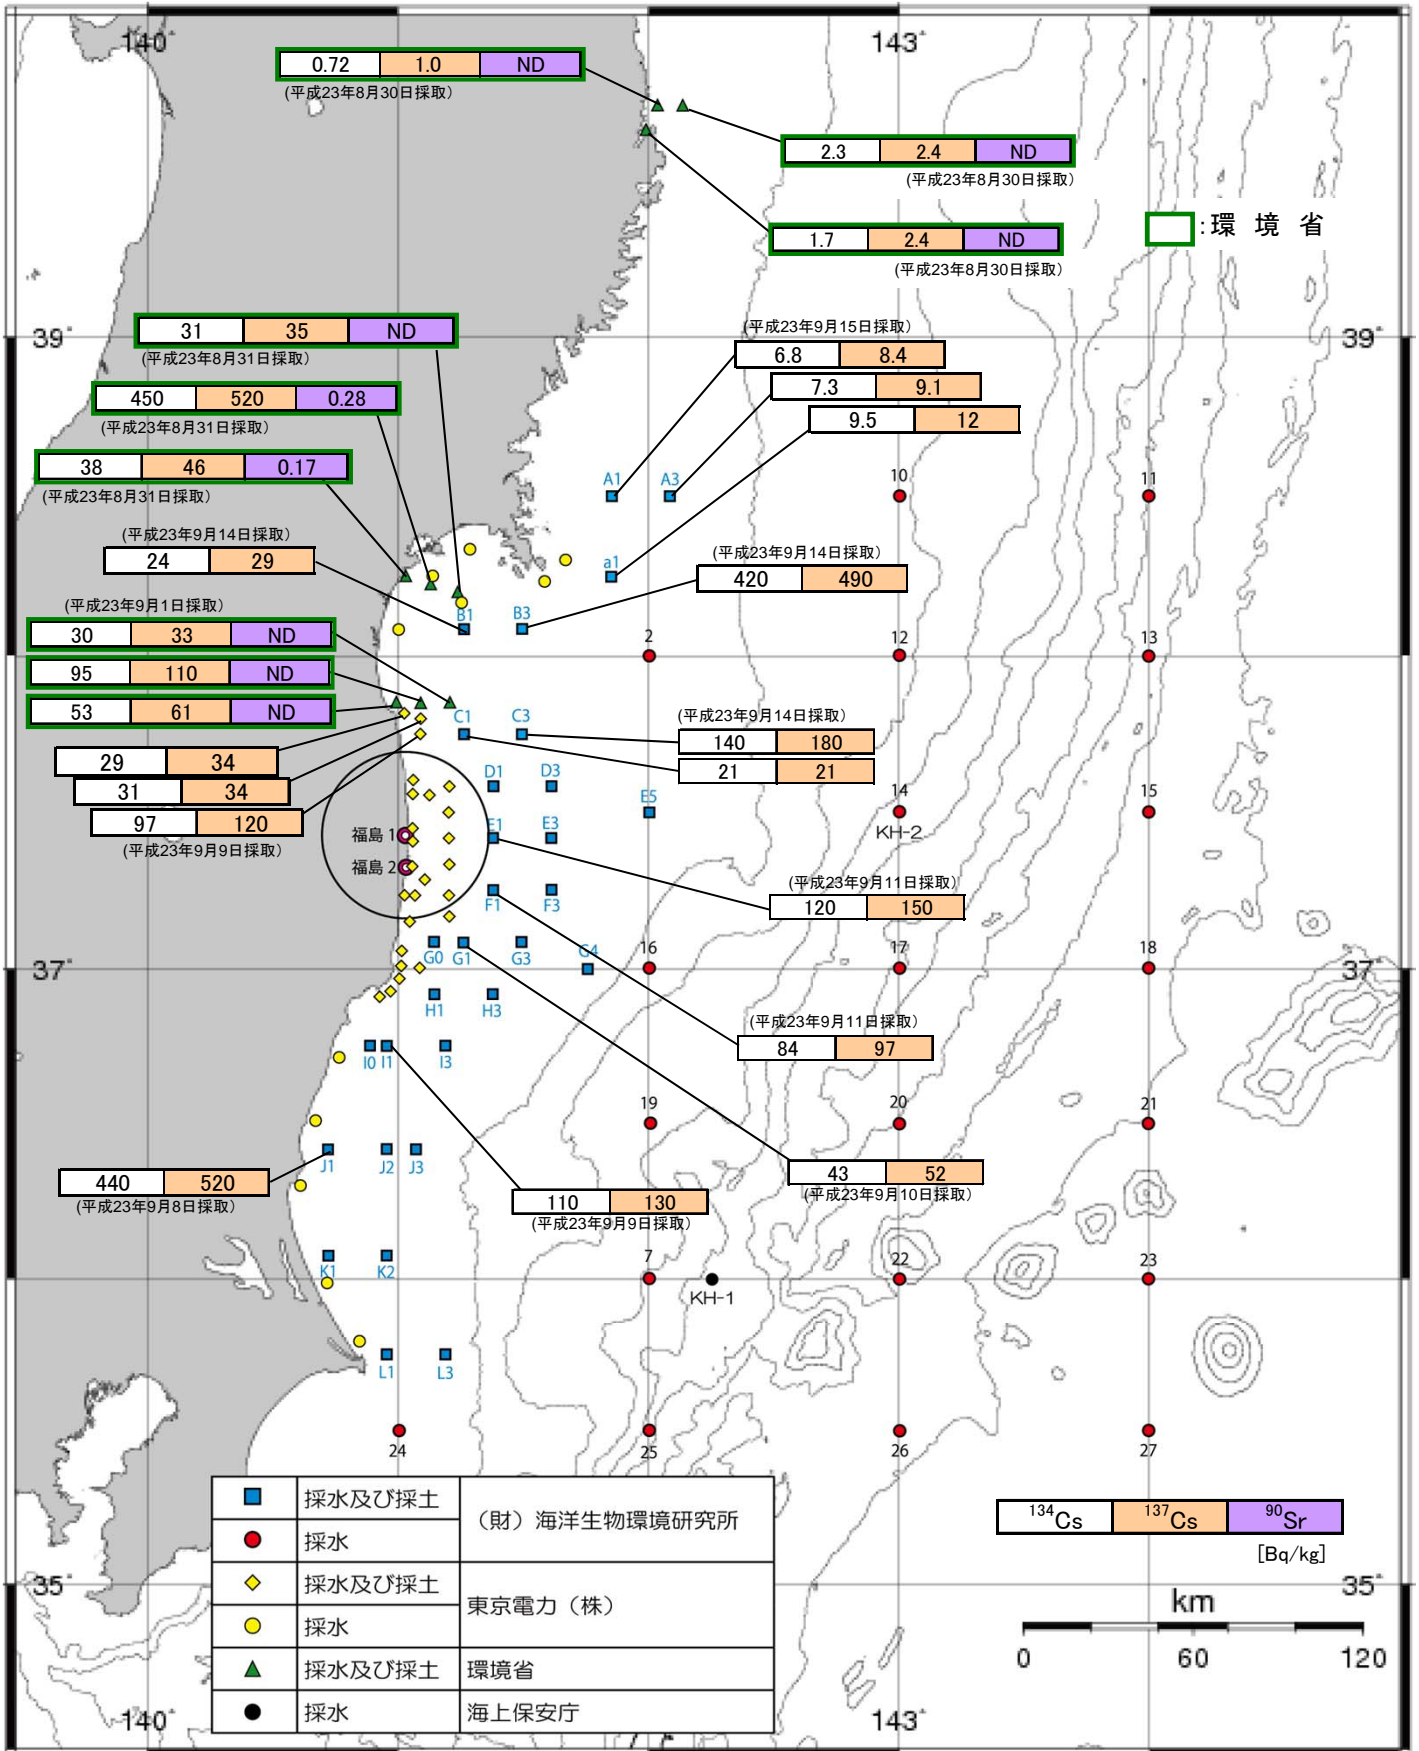 140°
143°
0.72 1.0 ND
(平成23年8月30日採取)
2.3 2.4 ND
(平成23年8月30日採取)
1.7 2.4 ND
(平成23年8月30日採取)
:環 境 省
39°
39°
31 35 ND
(平成23年8月31日採取)
(平成23年9月15日採取)
6.8 8.4
7.3 9.1
9.5 12
450 520 0.28
(平成23年8月31日採取)
38 46 0.17
(平成23年8月31日採取)
A1 A3 10 11
(平成23年9月14日採取)
24 29
(平成23年9月14日採取)
420 490
a1
(平成23年9月1日採取)
B1 B3
30 33 ND
2 12 13
95 110 ND
53 61 ND
C1 C3
(平成23年9月14日採取)
140 180
21 21
29 34
31 34
97 120
(平成23年9月9日採取)
D1 D3
E5 14 15
KH-2
福島 1
E1 E3
福島 2
(平成23年9月11日採取)
120 150
F1 F3
G0 G1 G3 G4
16 17 18
37°
37°
H1 H3
(平成23年9月11日採取)
84 97
I0 I1 I3
19 20 21
J1 J2 J3
440 520
(平成23年9月8日採取)
43 52
(平成23年9月10日採取)
110 130
(平成23年9月9日採取)
K1 K2
7 22 23
KH-1
L1 L3
24 25 26 27
採水及び採土
(財)海洋生物環境研究所
採水
採水及び採土
東京電力(株)
採水
採水及び採土 環境省
採水 海上保安庁
134Cs 137Cs 90Sr
[Bq/kg]
35°
35°
km
0 60 120
140°
143°